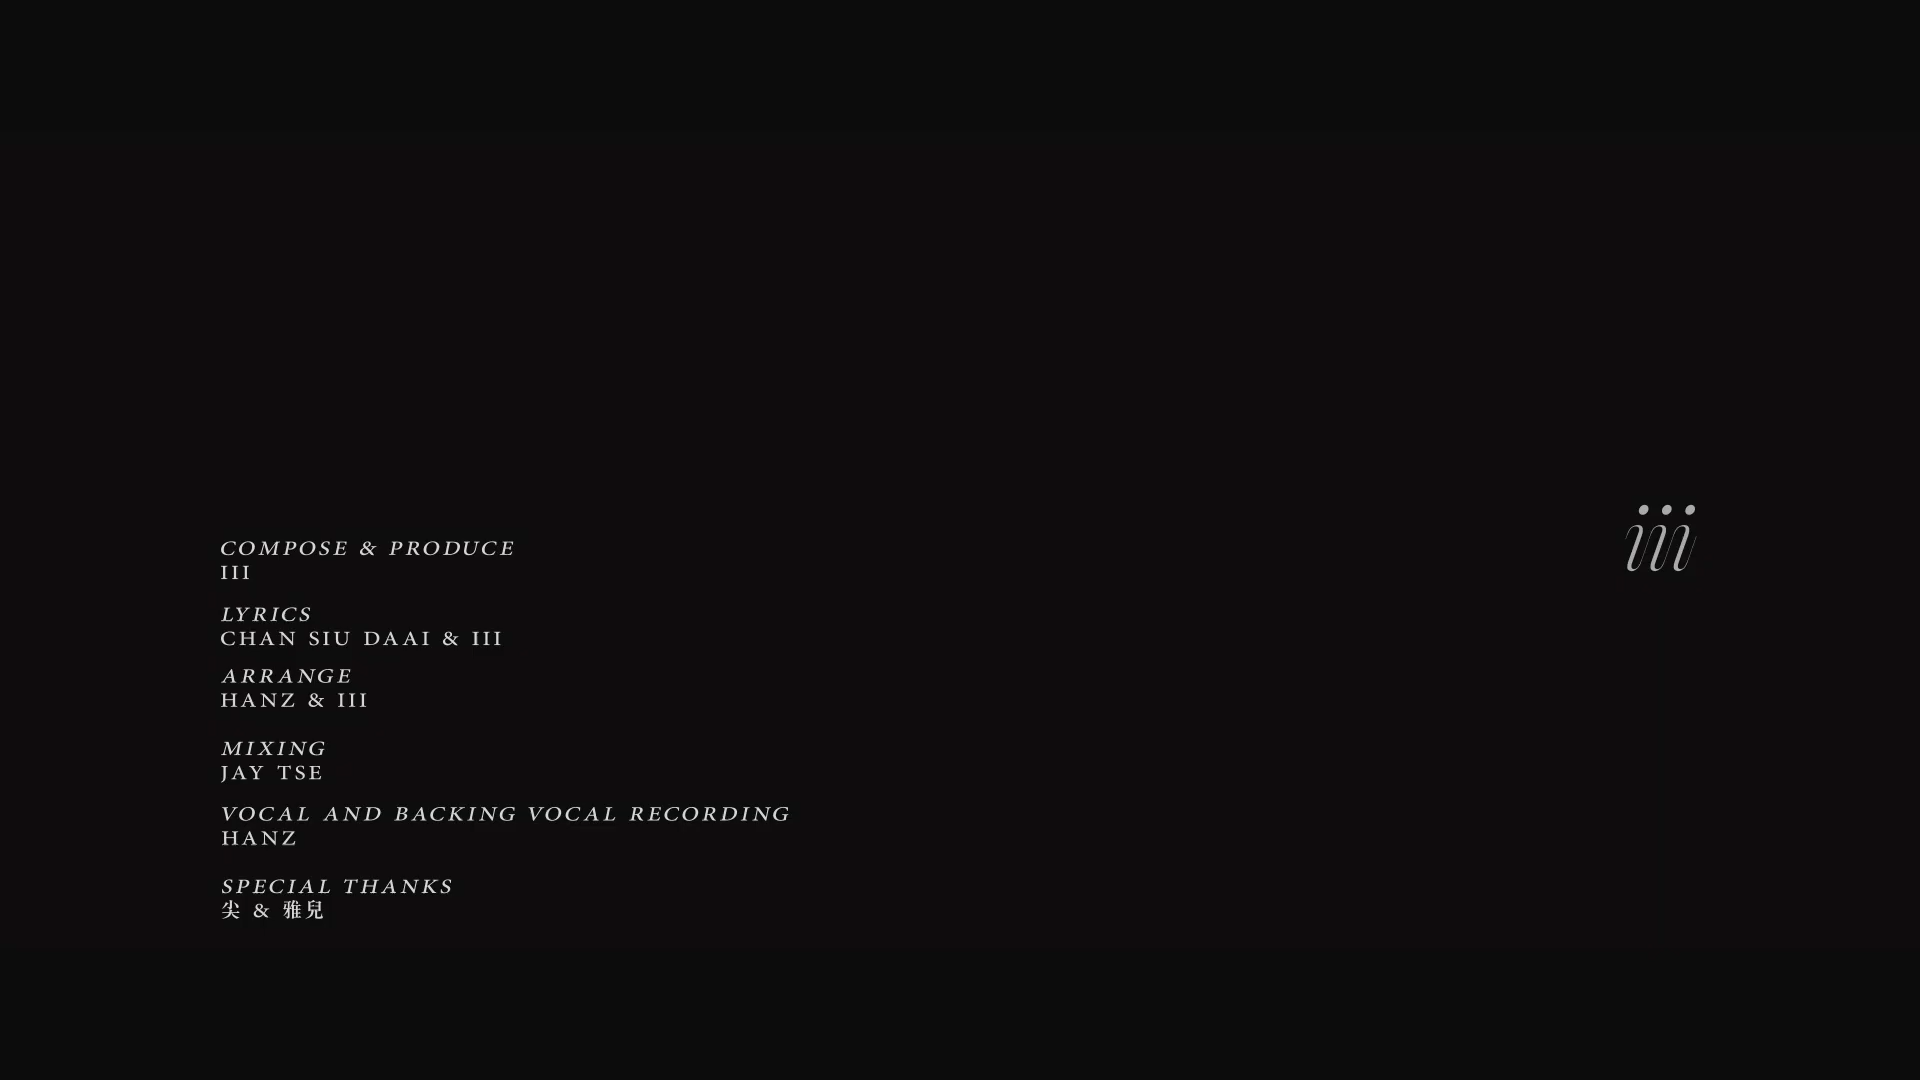 COMPOSE & PRODUCE
III
LYRICS
CHAN SIU DAAI & III
ARRANGE
HANZ & III
MIXING
JAY TSE
VOCAL AND BACKING VOCAL RECORDING
HANZ
SPECIAL THANKS
尖 & 雅兒
iii